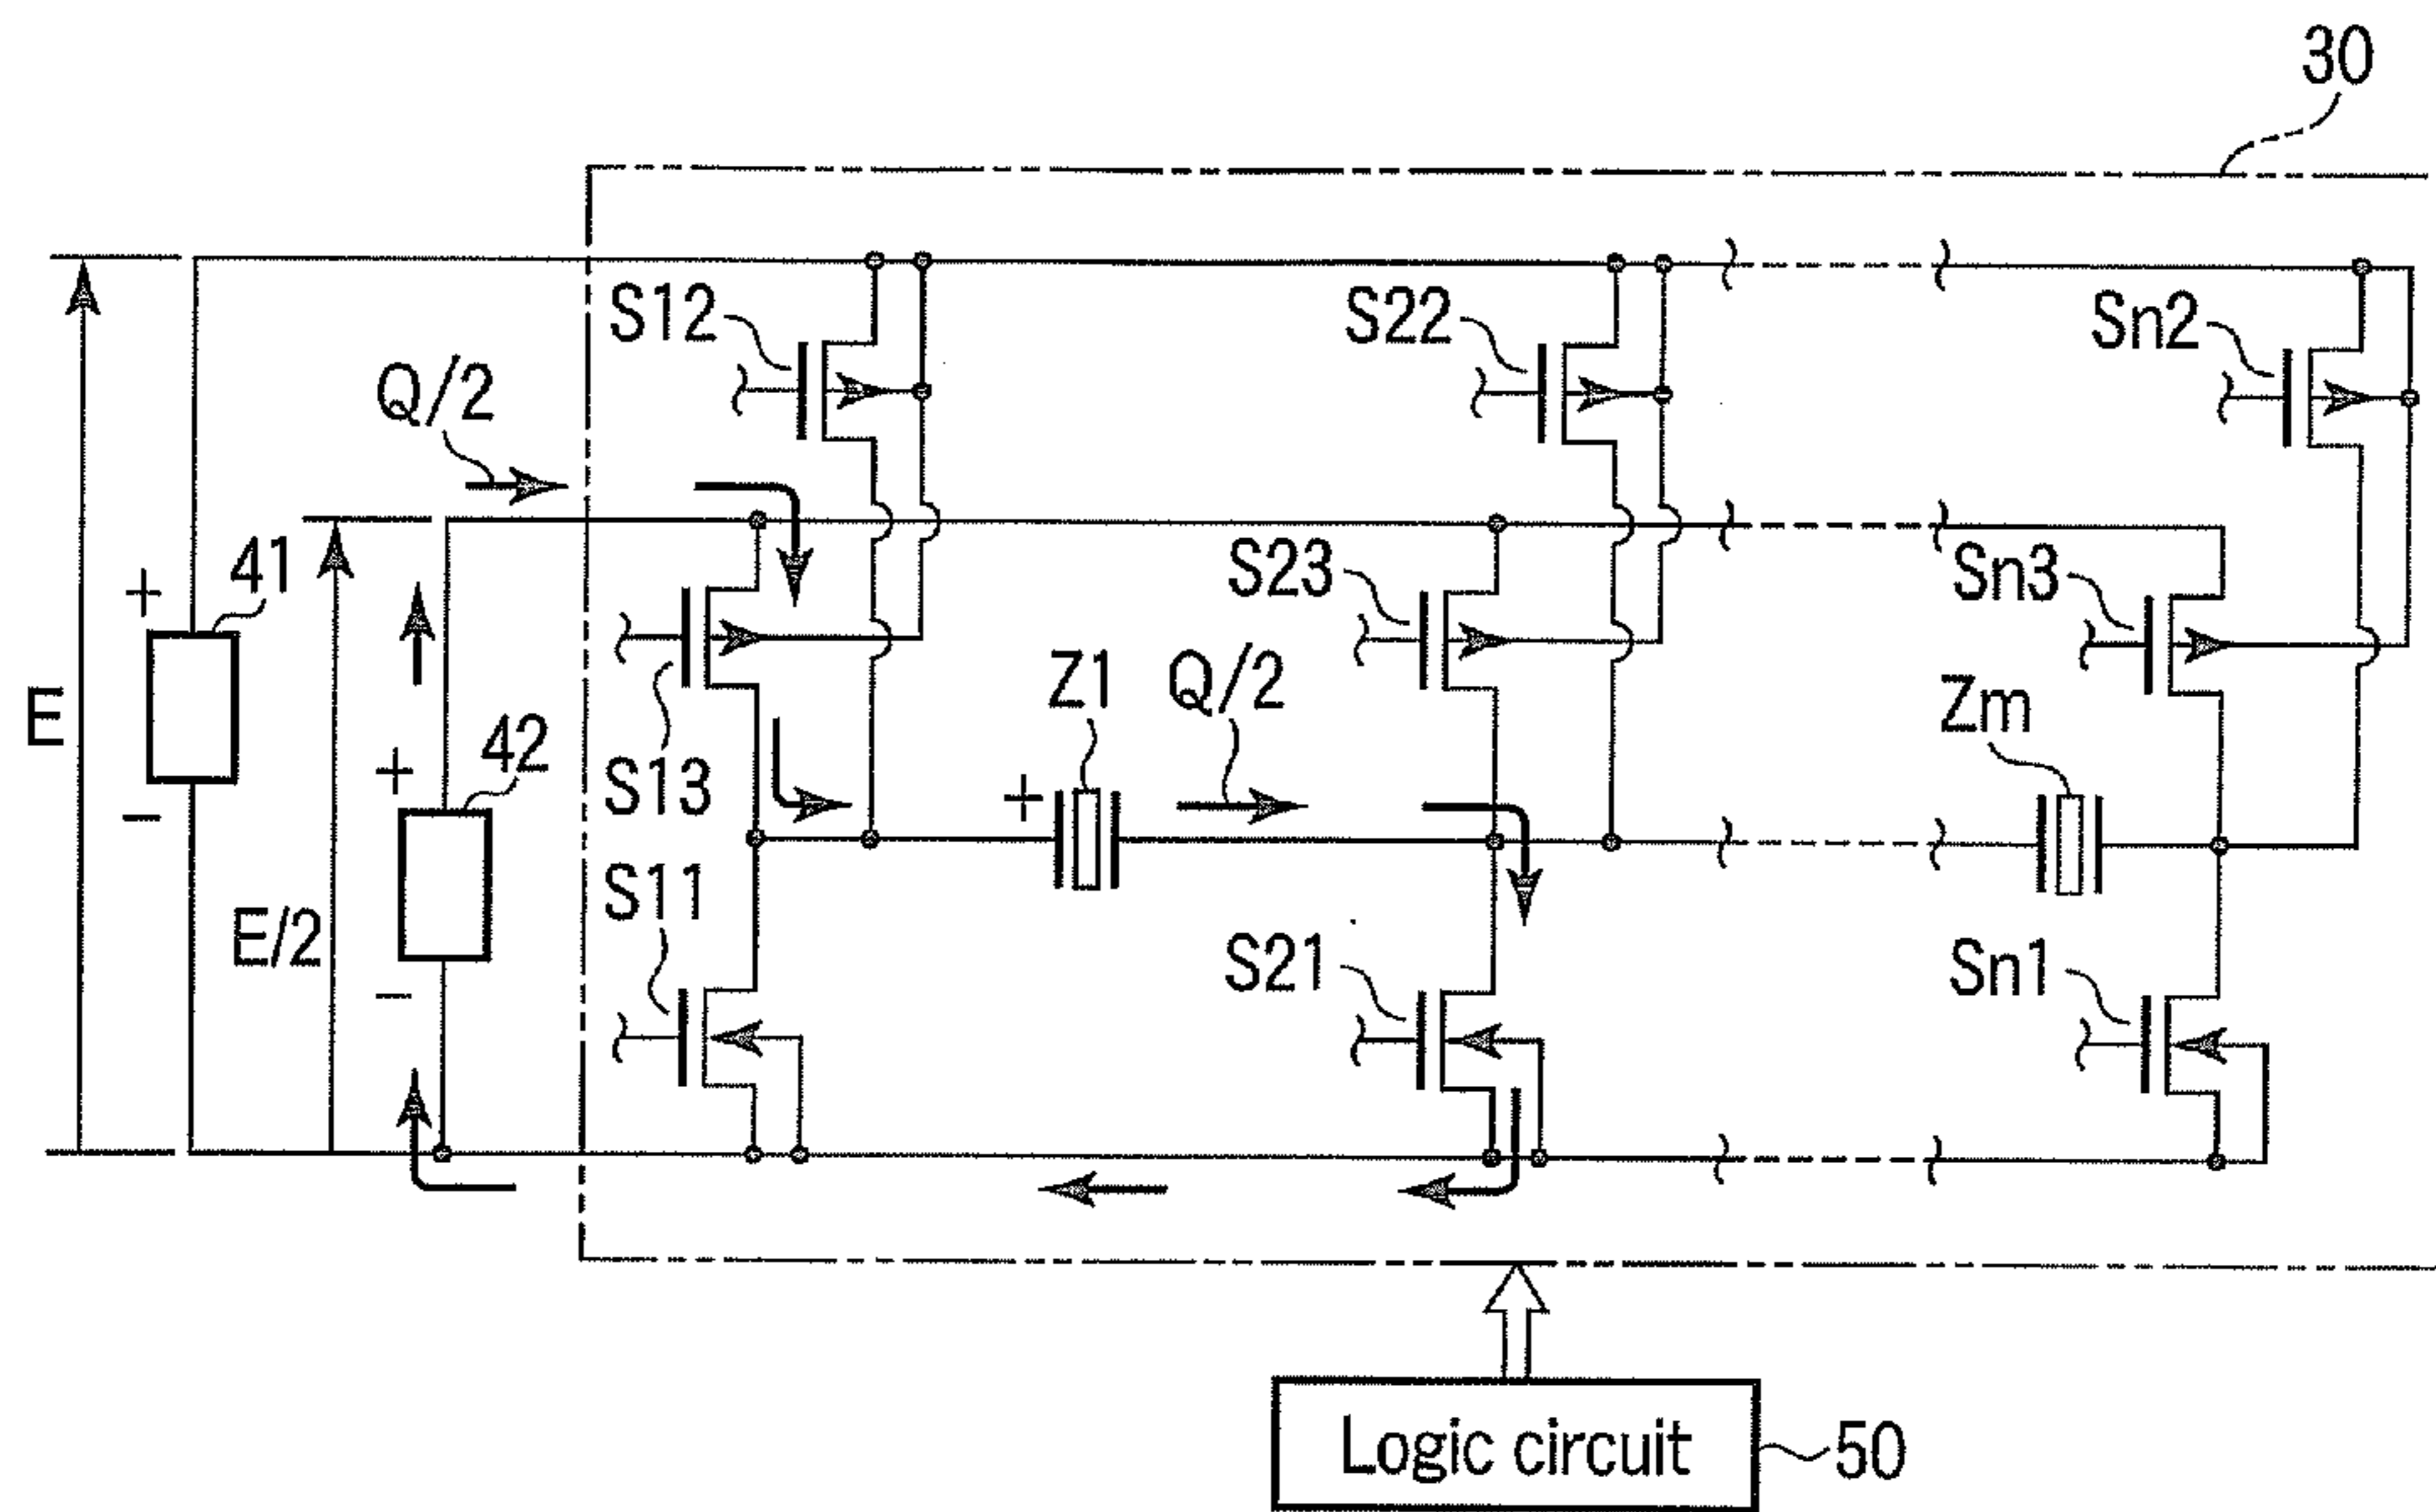 30
S12
S22
Sn2
Q/2
+
41
S23
Sn3
E
Z1
Q/2
Zm
+
42
S13
+
−
S11
E/2
S21
Sn1
−
Logic circuit
50